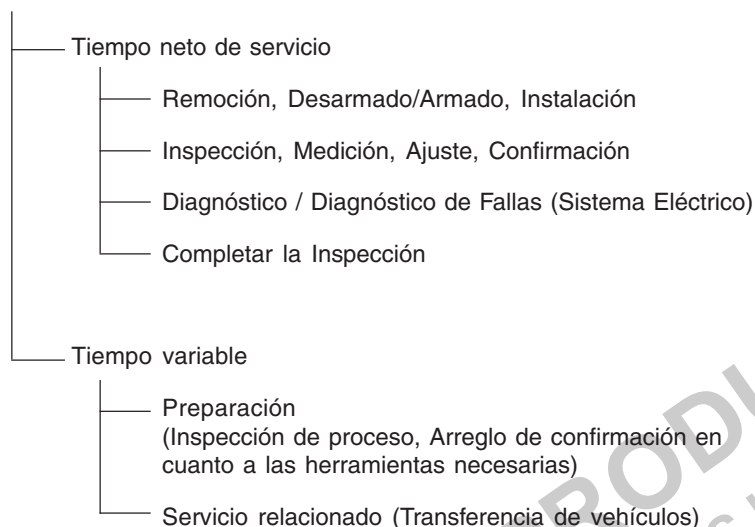 Tiempo neto de servicio
Remoción, Desarmado/Armado, Instalación
Inspección, Medición, Ajuste, Confirmación
Diagnóstico / Diagnóstico de Fallas (Sistema Eléctrico)
Completar la Inspección
Tiempo variable
Preparación
(Inspección de proceso, Arreglo de confirmación en
cuanto a las herramientas necesarias)
Servicio relacionado (Transferencia de vehículos)